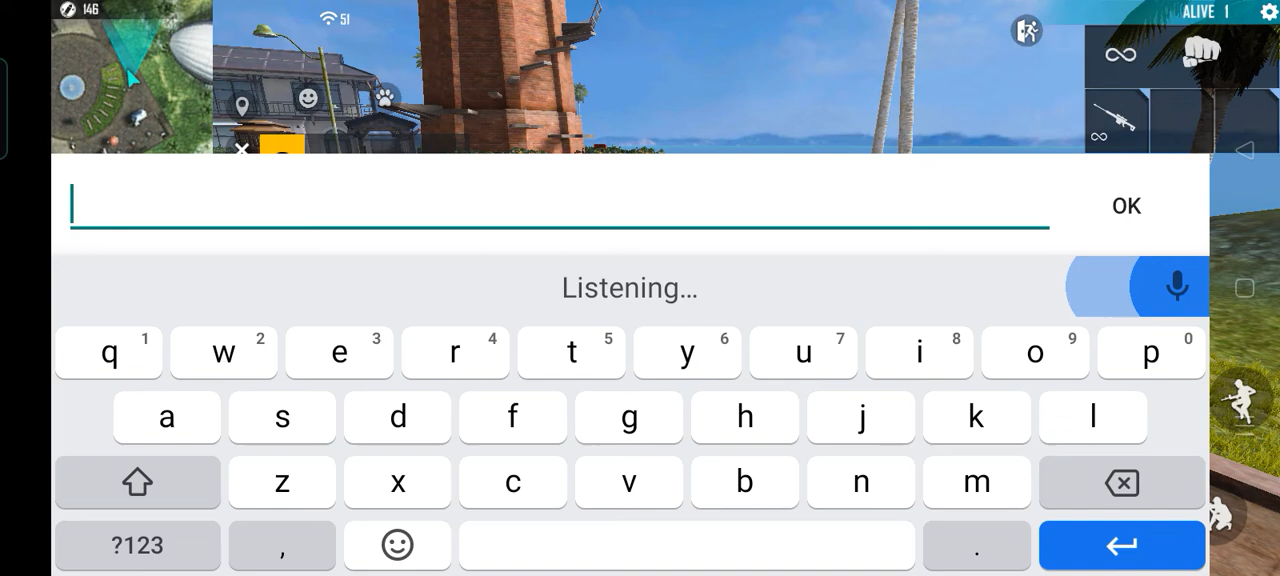 146
51
ALIVE 1
OK
Listening...
q 1 w 2 e 3 r 4 t 5 y 6 u 7 i 8 o 9 p 0
a s d f g h j k l
z x c v b n m
?123 , .